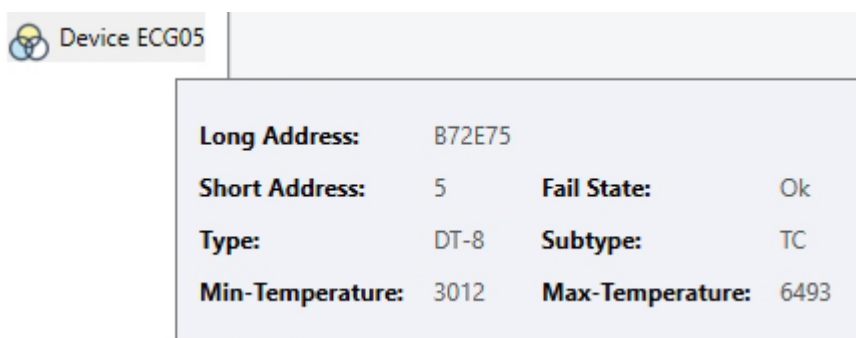 Device ECG05
Long Address: B72E75
Short Address: 5 Fail State: Ok
Type: DT-8 Subtype: TC
Min-Temperature: 3012 Max-Temperature: 6493